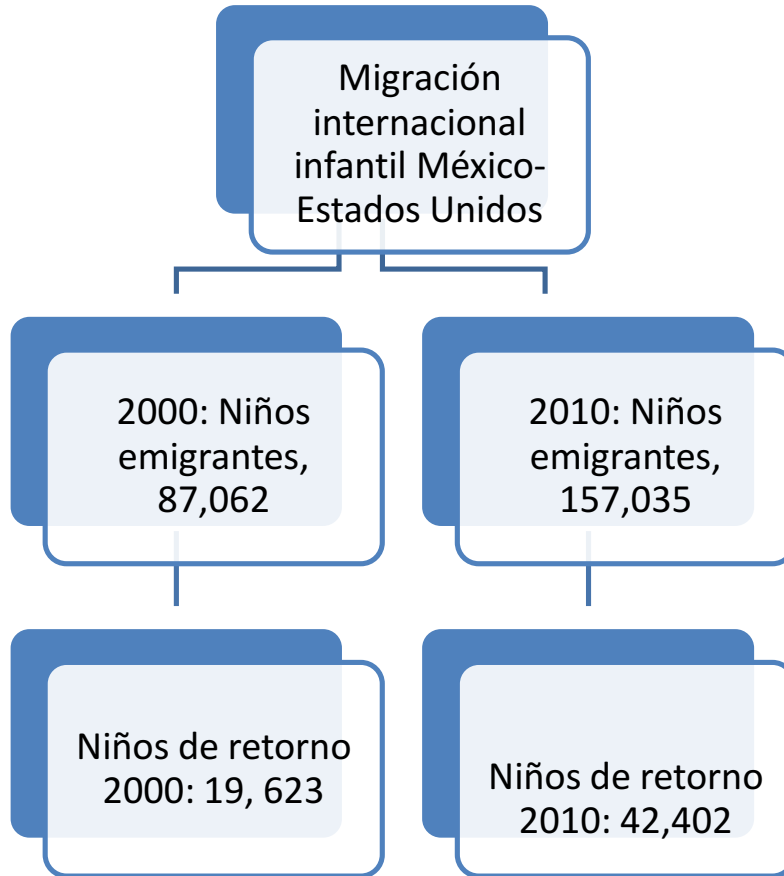 Migración
internacional
infantil México-
Estados Unidos
2000: Niños
emigrantes,
87,062
2010: Niños
emigrantes,
157,035
Niños de retorno
2000: 19, 623
Niños de retorno
2010: 42,402